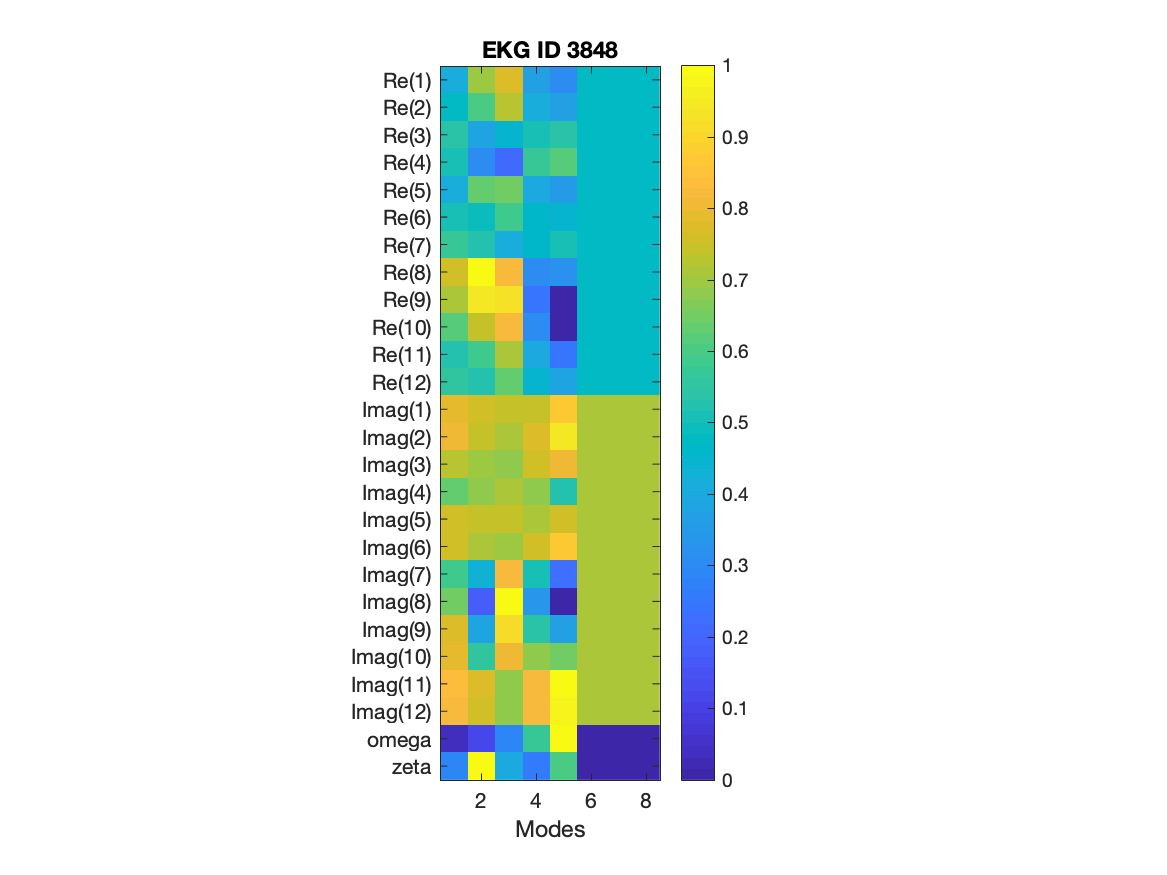 EKG ID 3848
Re(1)
Re(2)
Re(3)
Re(4)
Re(5)
Re(6)
Re(7)
Re(8)
Re(9)
Re(10)
Re(11)
Re(12)
Imag(1)
Imag(2)
Imag(3)
Imag(4)
Imag(5)
Imag(6)
Imag(7)
Imag(8)
Imag(9)
Imag(10)
Imag(11)
Imag(12)
omega
zeta
2 4 6 8
Modes
1
0.9
0.8
0.7
0.6
0.5
0.4
0.3
0.2
0.1
0